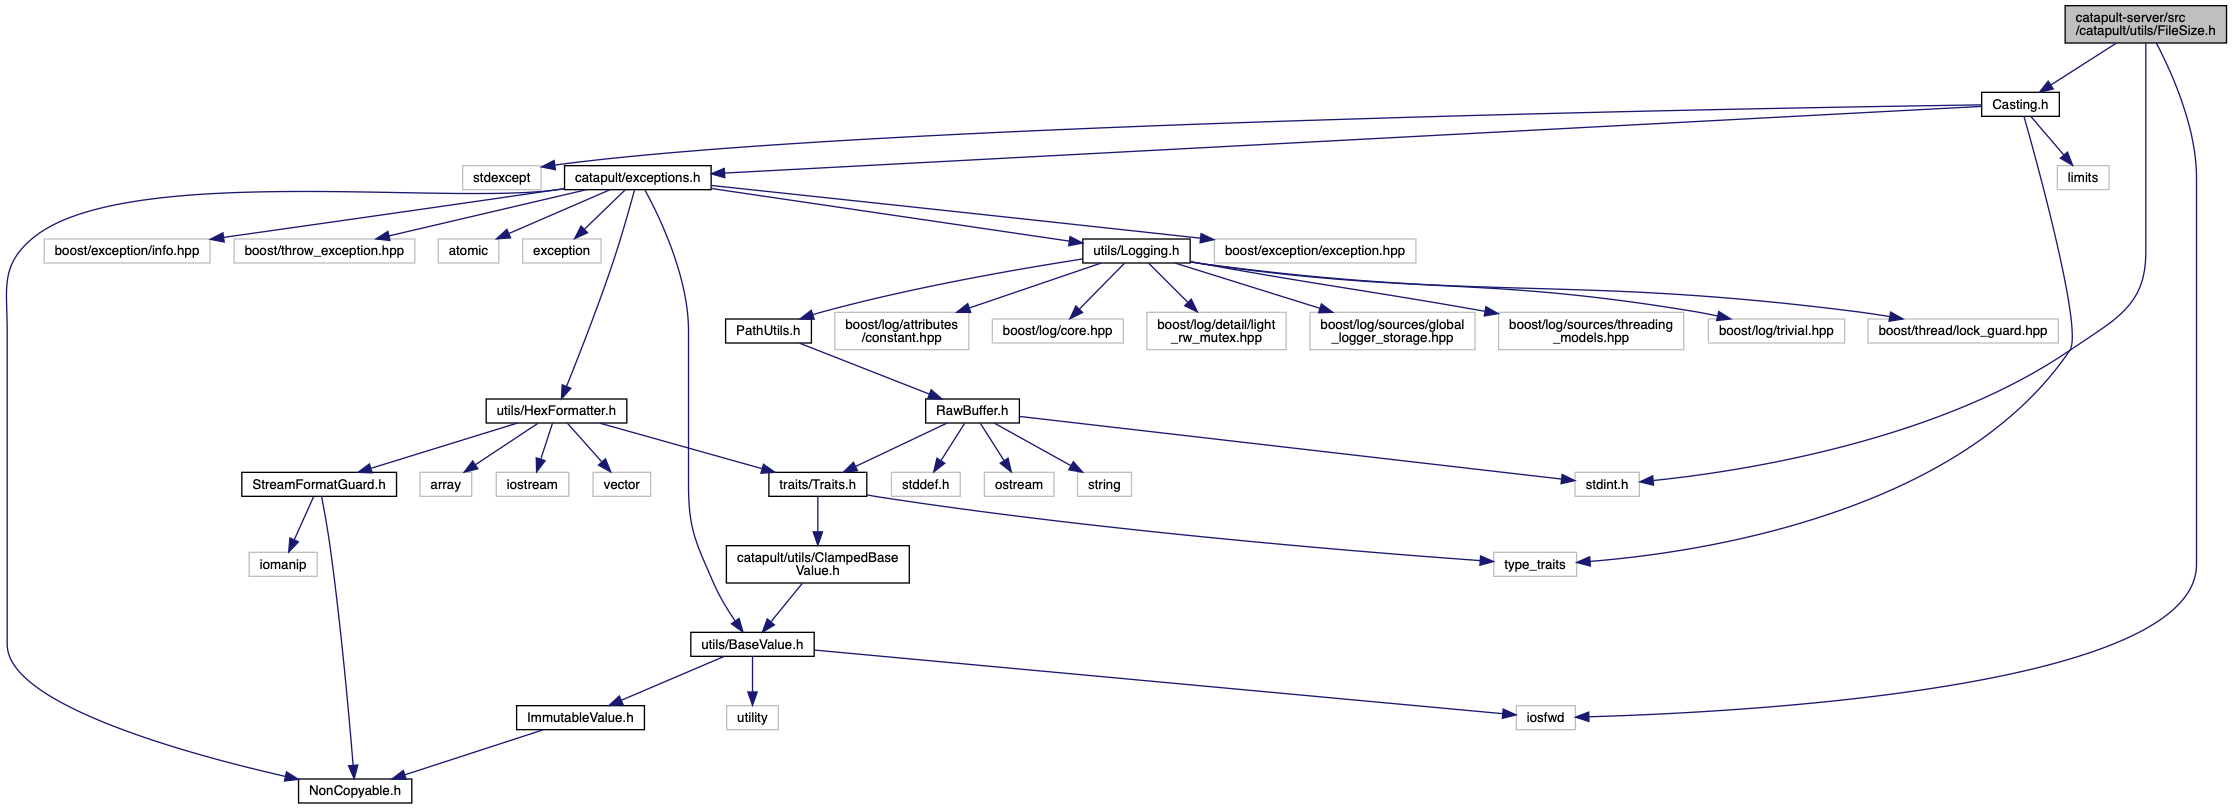 catapult-server/src
/catapult/utils/FileSize.h
Casting.h
stdexcept
catapult/exceptions.h
limits
boost/exception/info.hpp
boost/throw_exception.hpp
atomic
exception
utils/Logging.h
boost/exception/exception.hpp
PathUtils.h
boost/log/attributes
/constant.hpp
boost/log/core.hpp
boost/log/detail/light
_rw_mutex.hpp
boost/log/sources/global
_logger_storage.hpp
boost/log/sources/threading
_models.hpp
boost/log/trivial.hpp
boost/thread/lock_guard.hpp
utils/HexFormatter.h
RawBuffer.h
StreamFormatGuard.h
array
iostream
vector
traits/Traits.h
stddef.h
ostream
string
stdint.h
iomanip
catapult/utils/ClampedBase
Value.h
type_traits
utils/BaseValue.h
ImmutableValue.h
utility
iosfwd
NonCopyable.h